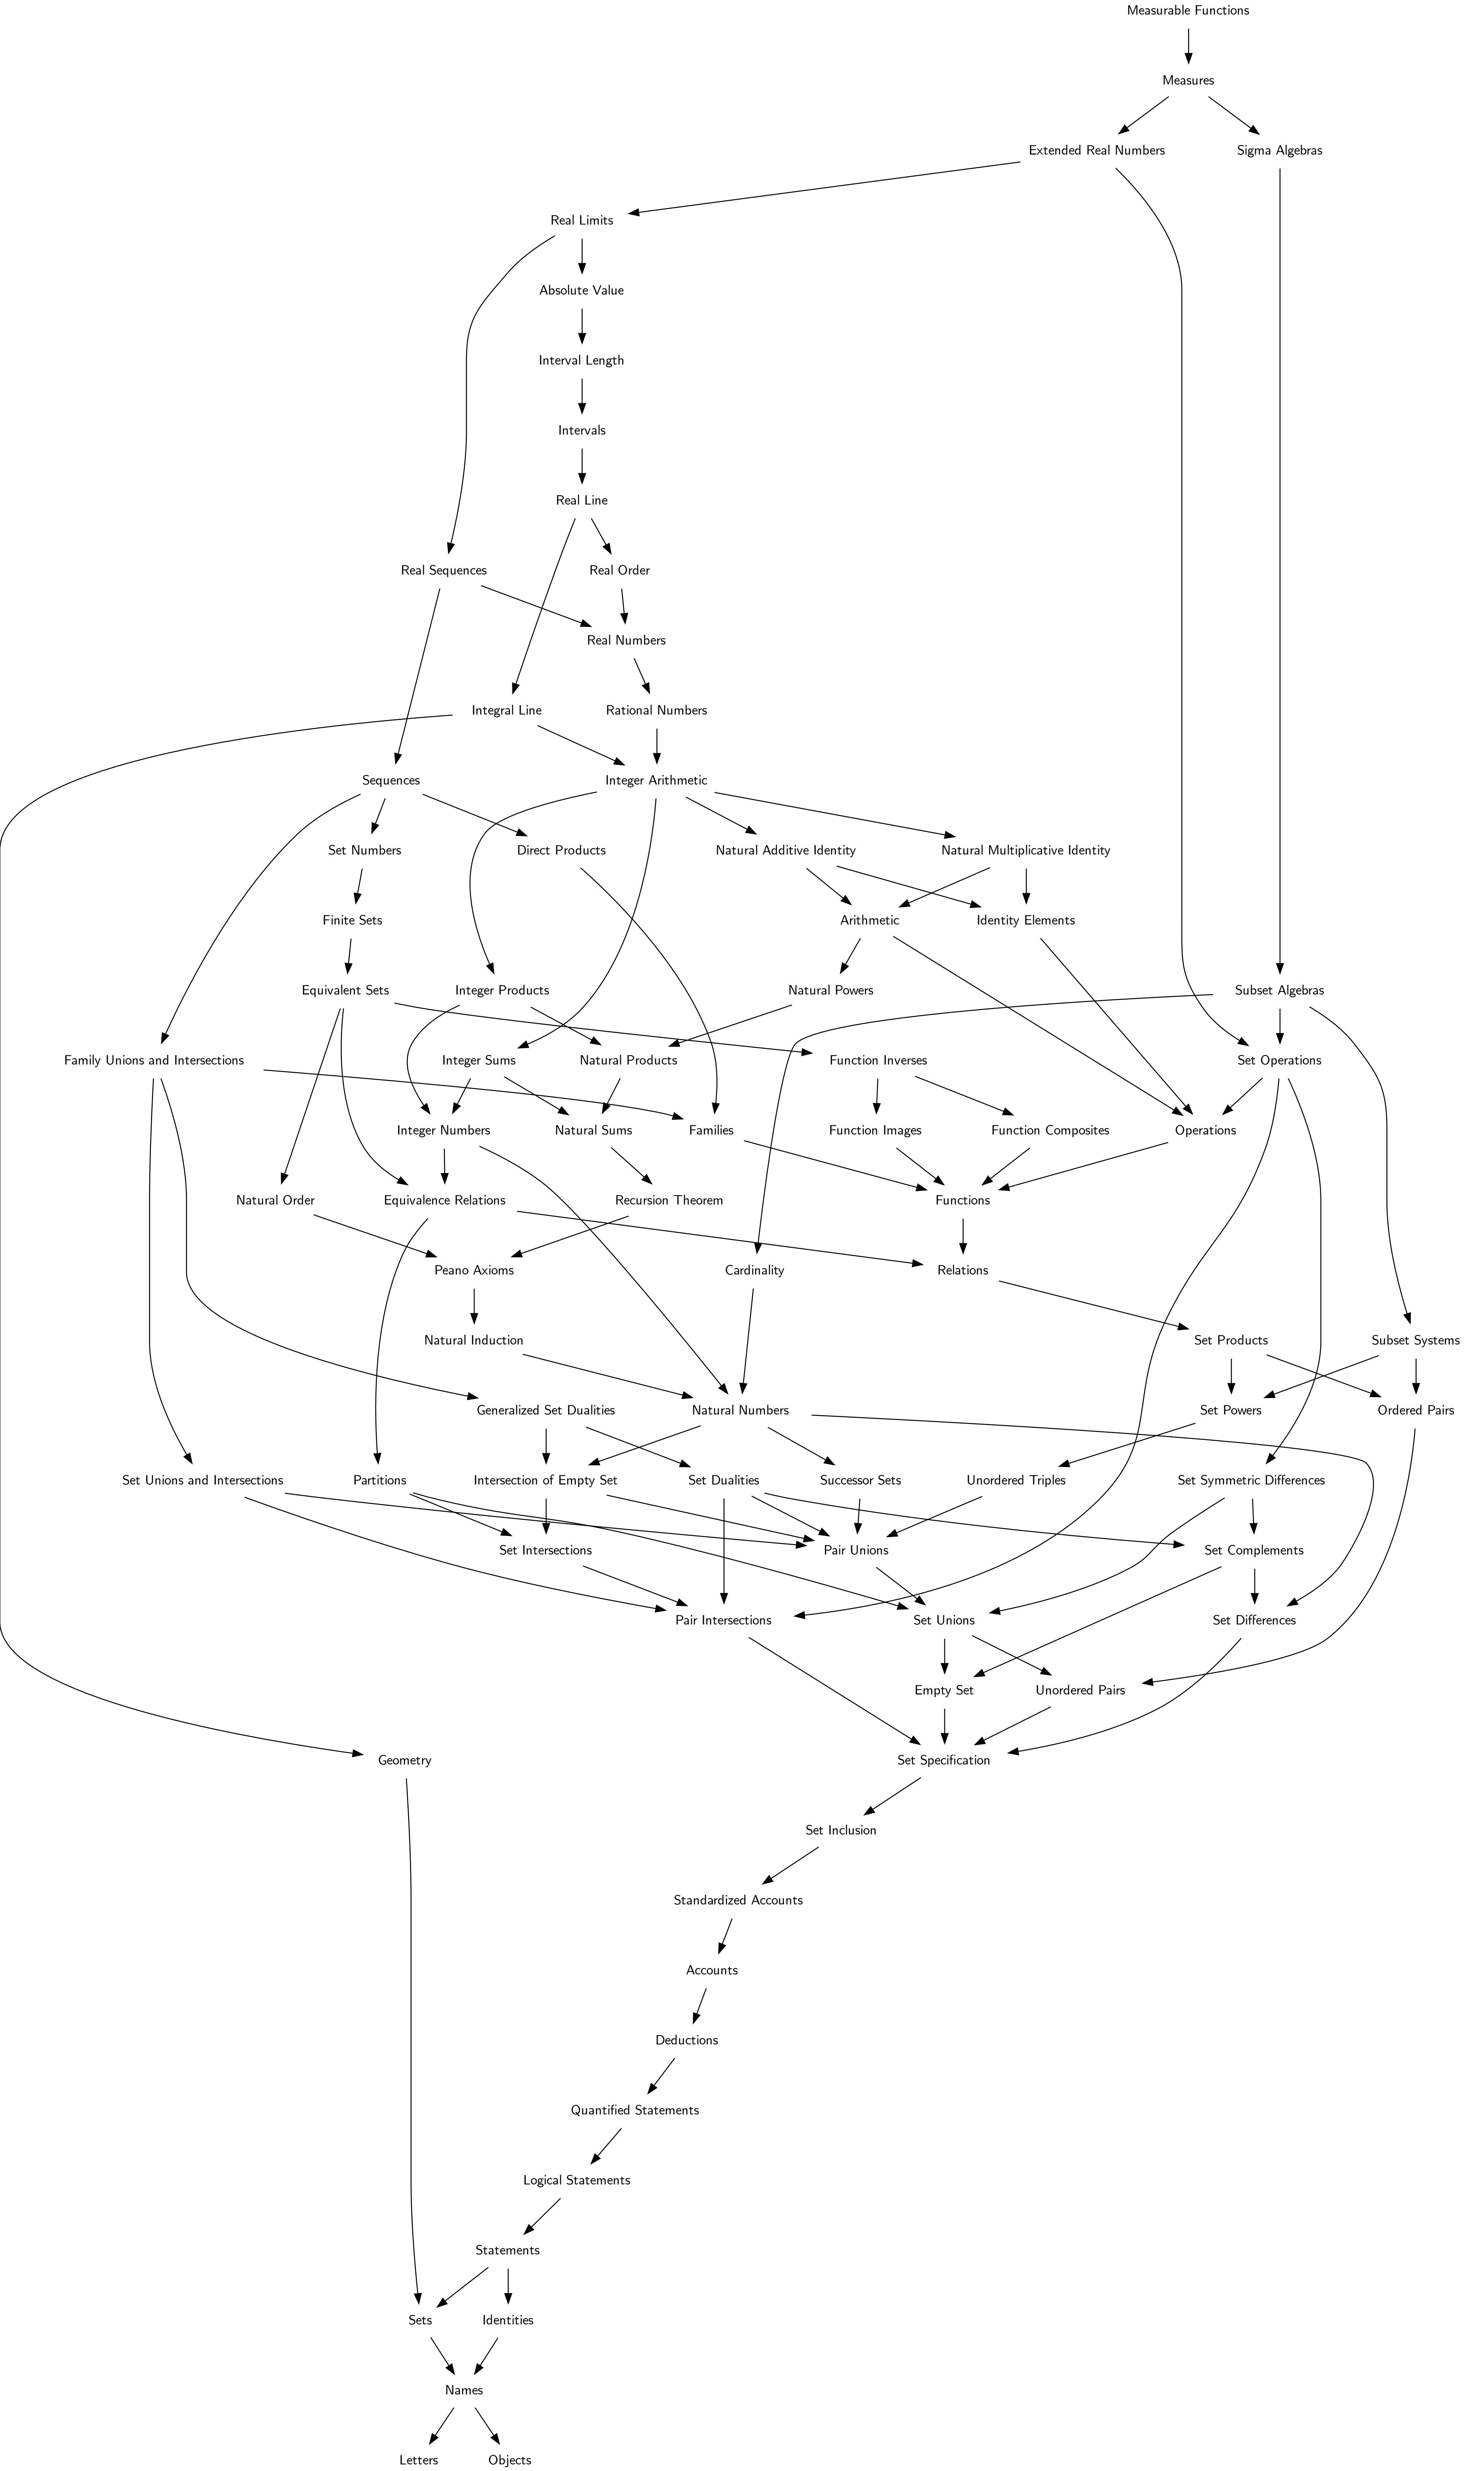 Measurable Functions
Measures
Extended Real Numbers
Sigma Algebras
Real Limits
Absolute Value
Interval Length
Intervals
Real Line
Real Sequences
Real Order
Real Numbers
Integral Line
Rational Numbers
Sequences
Integer Arithmetic
Set Numbers
Direct Products
Natural Additive Identity
Natural Multiplicative Identity
Finite Sets
Arithmetic
Identity Elements
Equivalent Sets
Integer Products
Natural Powers
Subset Algebras
Family Unions and Intersections
Integer Sums
Natural Products
Function Inverses
Set Operations
Integer Numbers
Natural Sums
Families
Function Images
Function Composites
Operations
Natural Order
Equivalence Relations
Recursion Theorem
Functions
Peano Axioms
Cardinality
Relations
Natural Induction
Set Products
Subset Systems
Generalized Set Dualities
Natural Numbers
Set Powers
Ordered Pairs
Set Unions and Intersections
Partitions
Intersection of Empty Set
Set Dualities
Successor Sets
Unordered Triples
Set Symmetric Differences
Set Intersections
Pair Unions
Set Complements
Pair Intersections
Set Unions
Set Differences
Empty Set
Unordered Pairs
Geometry
Set Specification
Set Inclusion
Standardized Accounts
Accounts
Deductions
Quantified Statements
Logical Statements
Statements
Sets
Identities
Names
Letters
Objects